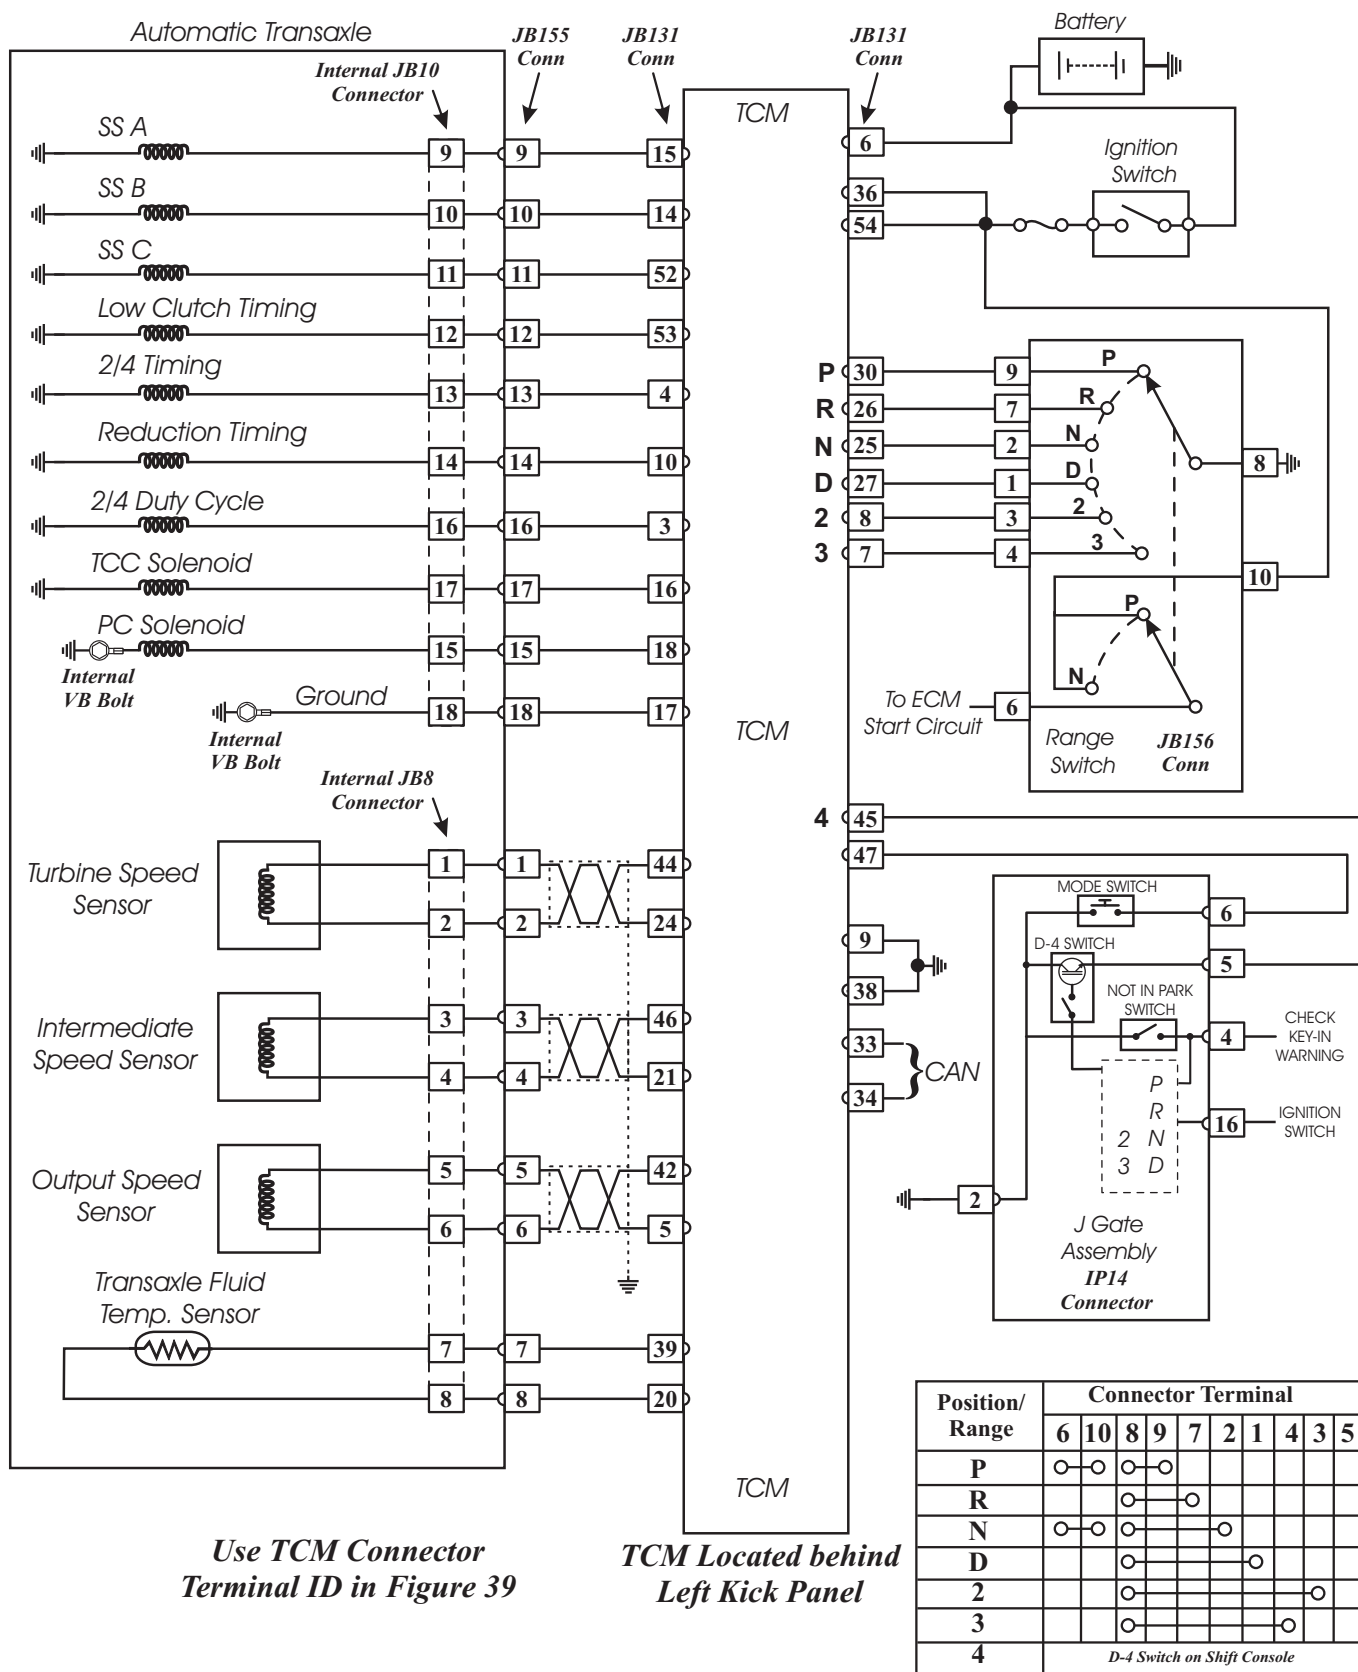 Automatic Transaxle
Internal JB10
Connector
JB155
Conn
JB131
Conn
SS A
9 9 15
SS B
10 10 14
SS C
11 11 52
Low Clutch Timing
12 12 53
2/4 Timing
13 13 4
Reduction Timing
14 14 10
2/4 Duty Cycle
16 16 3
TCC Solenoid
17 17 16
PC Solenoid
15 15 18
Internal
VB Bolt
Ground
18 18 17
Internal
VB Bolt
Internal JB8
Connector
Turbine Speed
Sensor
1 1 44
2 2 24
Intermediate
Speed Sensor
3 3 46
4 4 21
Output Speed
Sensor
5 5 42
6 6 5
Transaxle Fluid
Temp. Sensor
7 7 39
8 8 20
TCM
TCM
TCM
JB131
Conn
Battery
6
Ignition
Switch
36
54
P 30 9 P
R 26 7 R
N 25 2 N
D 27 1 D
2 8 3 2
3 7 4 3
8
10
P
N
To ECM
Start Circuit
6
Range
Switch
JB156
Conn
4 45
47
9
38
33
34
CAN
MODE SWITCH
6
D-4 SWITCH
5
NOT IN PARK
SWITCH
4
CHECK
KEY-IN
WARNING
P
R
2 N
3 D
16
IGNITION
SWITCH
2
J Gate
Assembly
IP14
Connector
Use TCM Connector
Terminal ID in Figure 39
TCM Located behind
Left Kick Panel
Position/
Range
Connector Terminal
6 10 8 9 7 2 1 4 3 5
P
R
N
D
2
3
4 D-4 Switch on Shift Console